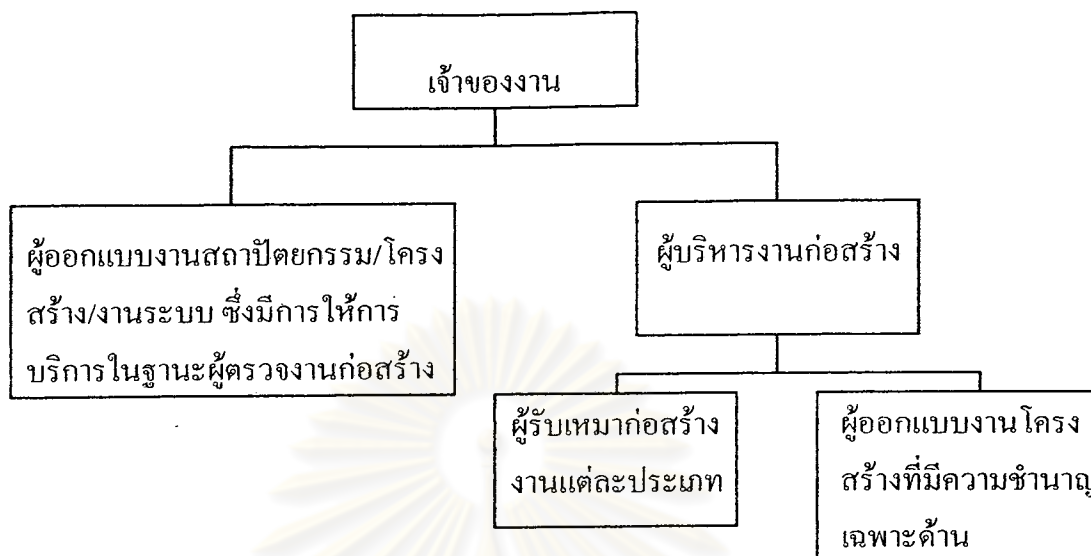 เจ้าของงาน
ผู้ออกแบบงานสถาปัตยกรรม/โครง
สร้าง/งานระบบ ซึ่งมีการให้การ
บริการในฐานะผู้ตรวจงานก่อสร้าง
ผู้บริหารงานก่อสร้าง
ผู้รับเหมาก่อสร้าง
งานแต่ละประเภท
ผู้ออกแบบงานโครง
สร้างที่มีความชำนาญ
เฉพาะด้าน